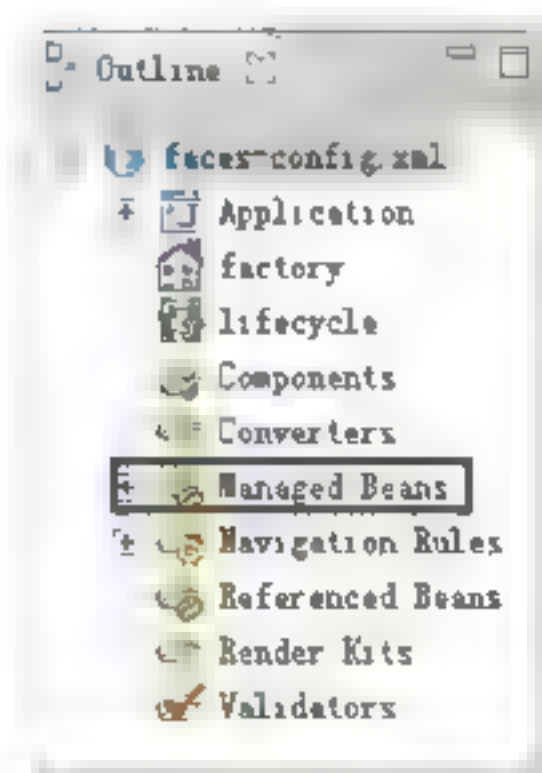 Outline
faces-config.xml
Application
factory
lifecycle
Components
Converters
Managed Beans
Navigation Rules
Referenced Beans
Render Kits
Validators